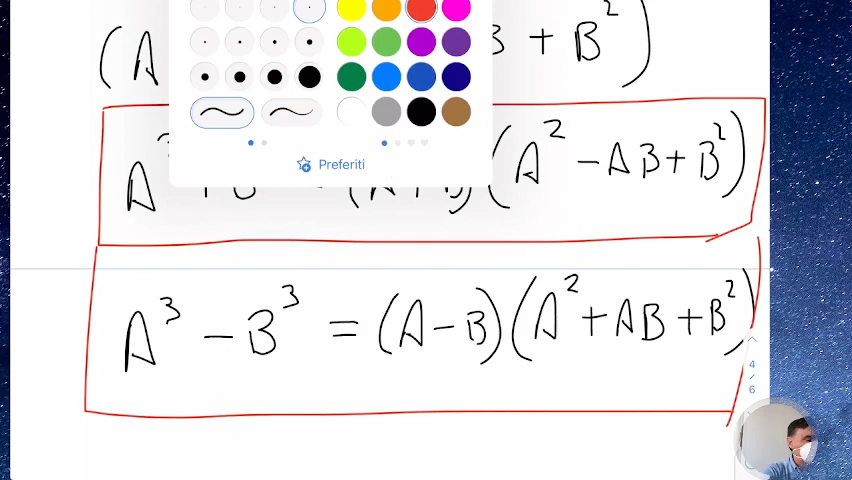 (A B + B²)
Preferiti
A³ + B = (A+B)(A² - AB + B²)
A³ - B³ = (A - B)(A² + AB + B²)
4
/
6